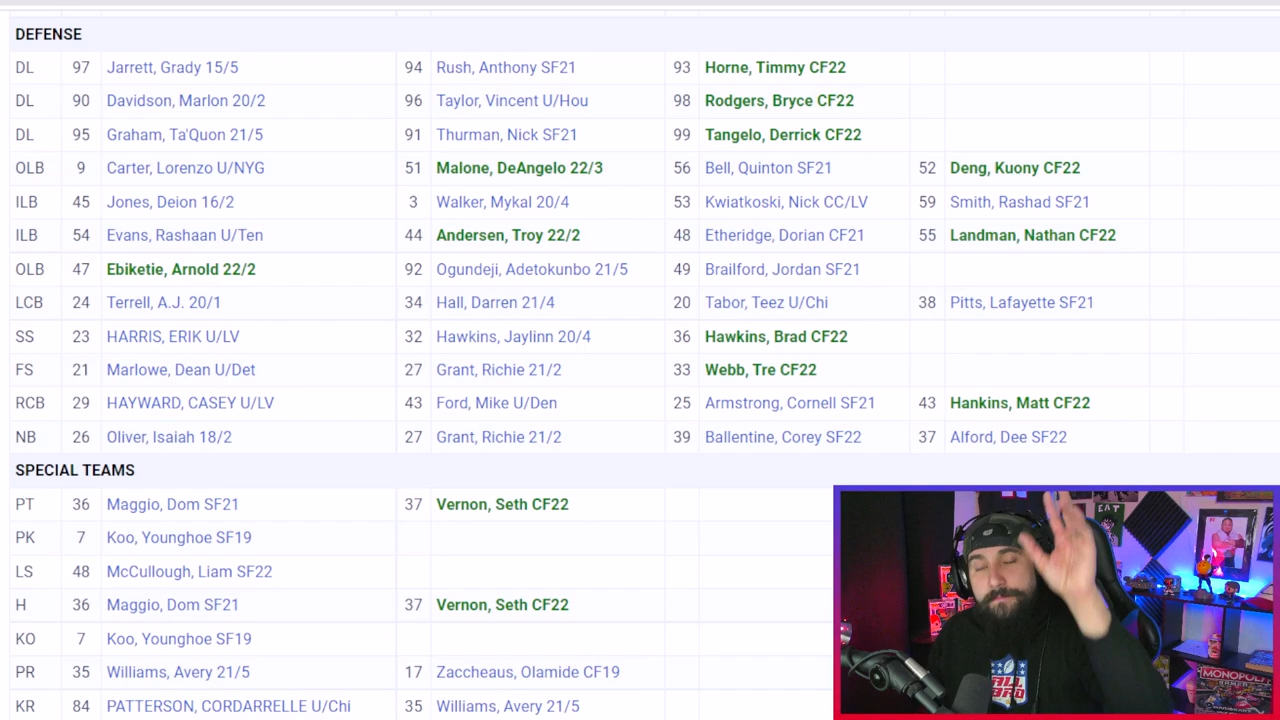 DEFENSE
DL 97 Jarrett, Grady 15/5 94 Rush, Anthony SF21 93 Horne, Timmy CF22
DL 90 Davidson, Marlon 20/2 96 Taylor, Vincent U/Hou 98 Rodgers, Bryce CF22
DL 95 Graham, Ta'Quon 21/5 91 Thurman, Nick SF21 99 Tangelo, Derrick CF22
OLB 9 Carter, Lorenzo U/NYG 51 Malone, DeAngelo 22/3 56 Bell, Quinton SF21 52 Deng, Kuony CF22
ILB 45 Jones, Deion 16/2 3 Walker, Mykal 20/4 53 Kwiatkoski, Nick CC/LV 59 Smith, Rashad SF21
ILB 54 Evans, Rashaan U/Ten 44 Andersen, Troy 22/2 48 Etheridge, Dorian CF21 55 Landman, Nathan CF22
OLB 47 Ebiketie, Arnold 22/2 92 Ogundeji, Adetokunbo 21/5 49 Brailford, Jordan SF21
LCB 24 Terrell, A.J. 20/1 34 Hall, Darren 21/4 20 Tabor, Teez U/Chi 38 Pitts, Lafayette SF21
SS 23 HARRIS, ERIK U/LV 32 Hawkins, Jaylinn 20/4 36 Hawkins, Brad CF22
FS 21 Marlowe, Dean U/Det 27 Grant, Richie 21/2 33 Webb, Tre CF22
RCB 29 HAYWARD, CASEY U/LV 43 Ford, Mike U/Den 25 Armstrong, Cornell SF21 43 Hankins, Matt CF22
NB 26 Oliver, Isaiah 18/2 27 Grant, Richie 21/2 39 Ballentine, Corey SF22 37 Alford, Dee SF22
SPECIAL TEAMS
PT 36 Maggio, Dom SF21 37 Vernon, Seth CF22
PK 7 Koo, Younghoe SF19
LS 48 McCullough, Liam SF22
H 36 Maggio, Dom SF21 37 Vernon, Seth CF22
KO 7 Koo, Younghoe SF19
PR 35 Williams, Avery 21/5 17 Zaccheaus, Olamide CF19
KR 84 PATTERSON, CORDARRELLE U/Chi 35 Williams, Avery 21/5
EAT
NFL
MONOPOLY